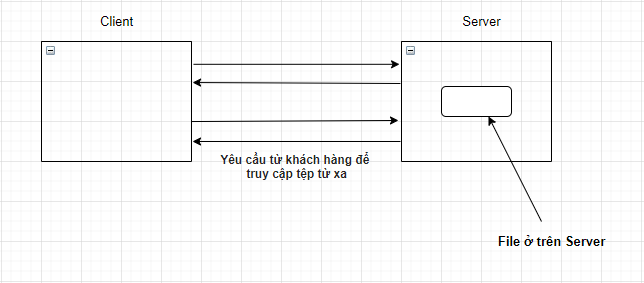 Client
Server
Yêu cầu từ khách hàng để
truy cập tệp từ xa
File ở trên Server